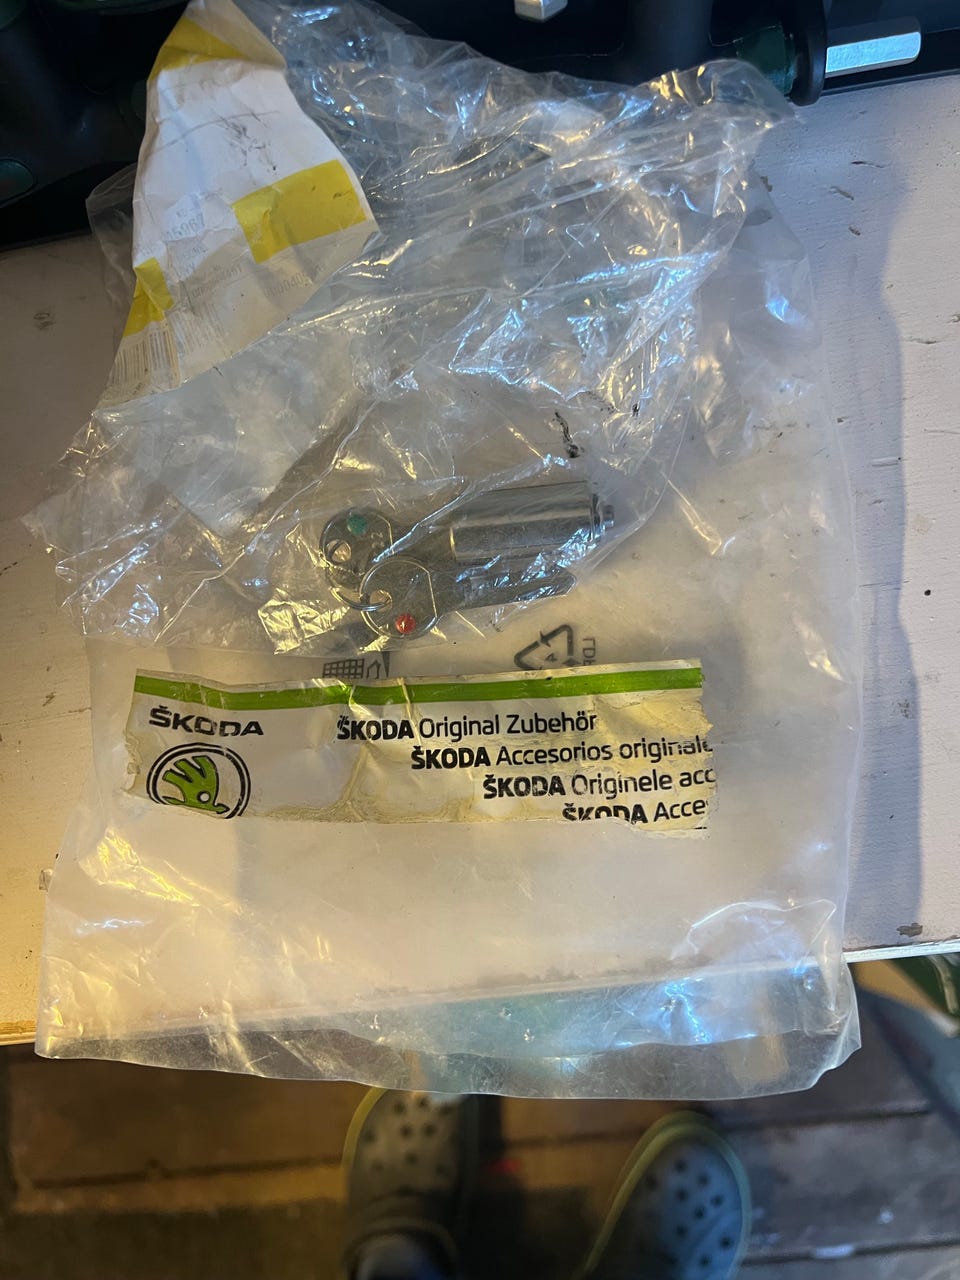 ŠKODA
ŠKODA Original Zubehör
ŠKODA Accesorios originale
ŠKODA Originele acc
ŠKODA Acces